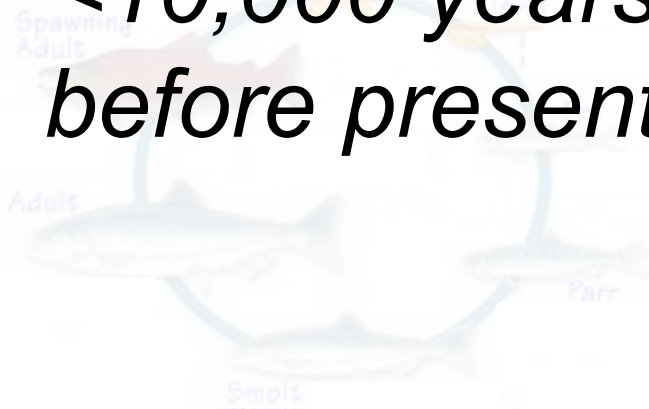 <10,000 years
before present
Spawning
Adult
Adult
Parr
Smolt